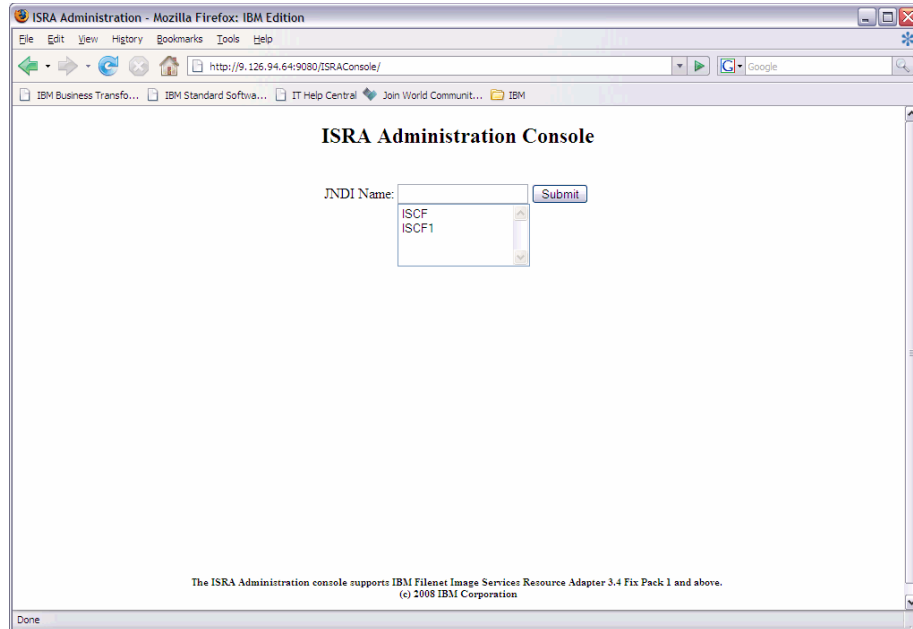 ISRA Administration - Mozilla Firefox: IBM Edition
File Edit View History Bookmarks Tools Help
http://9.126.94.64:9080/ISRAConsole/
G Google
IBM Business Transfo... IBM Standard Softwa... IT Help Central Join World Communit... IBM
ISRA Administration Console
JNDI Name: Submit
ISCF
ISCF1
The ISRA Administration console supports IBM Filenet Image Services Resource Adapter 3.4 Fix Pack 1 and above.
(c) 2008 IBM Corporation
Done